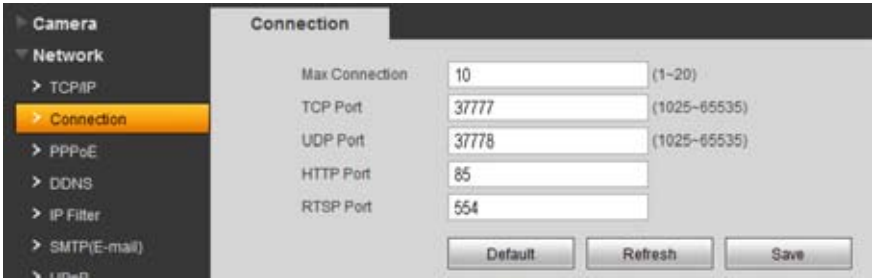 Camera
Network
> TCP/IP
> Connection
> PPPoE
> DDNS
> IP Filter
> SMTP(E-mail)
Connection
Max Connection 10 (1~20)
TCP Port 37777 (1025~65535)
UDP Port 37778 (1025~65535)
HTTP Port 85
RTSP Port 554
Default Refresh Save